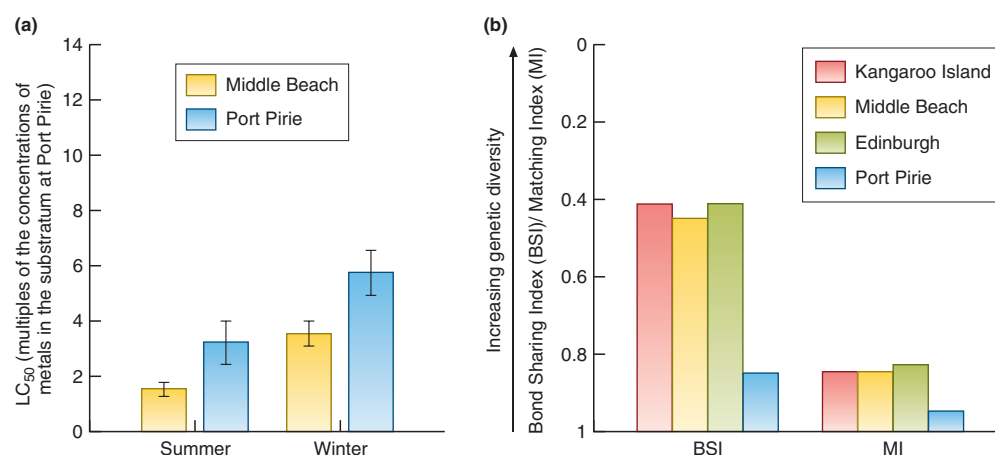 (a)
LC50 (multiples of the concentrations of
metals in the substratum at Port Pirie)
14
12
10
8
6
4
2
0
Middle Beach
Port Pirie
Summer
Winter
(b)
Increasing genetic diversity
Bond Sharing Index (BSI)/ Matching Index (MI)
0
0.2
0.4
0.6
0.8
1
Kangaroo Island
Middle Beach
Edinburgh
Port Pirie
BSI
MI